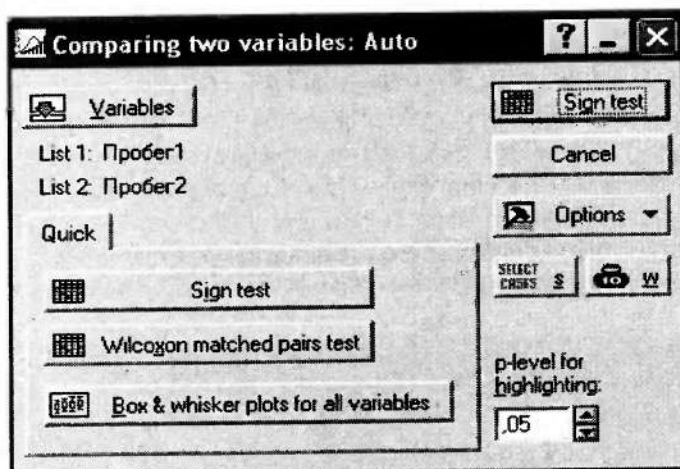 Comparing two variables: Auto
Variables
List 1: Пробег1
List 2: Пробег2
Quick
Sign test
Wilcoxon matched pairs test
Box & whisker plots for all variables
Sign test
Cancel
Options
SELECT CASES S
W
p-level for
highlighting:
,05